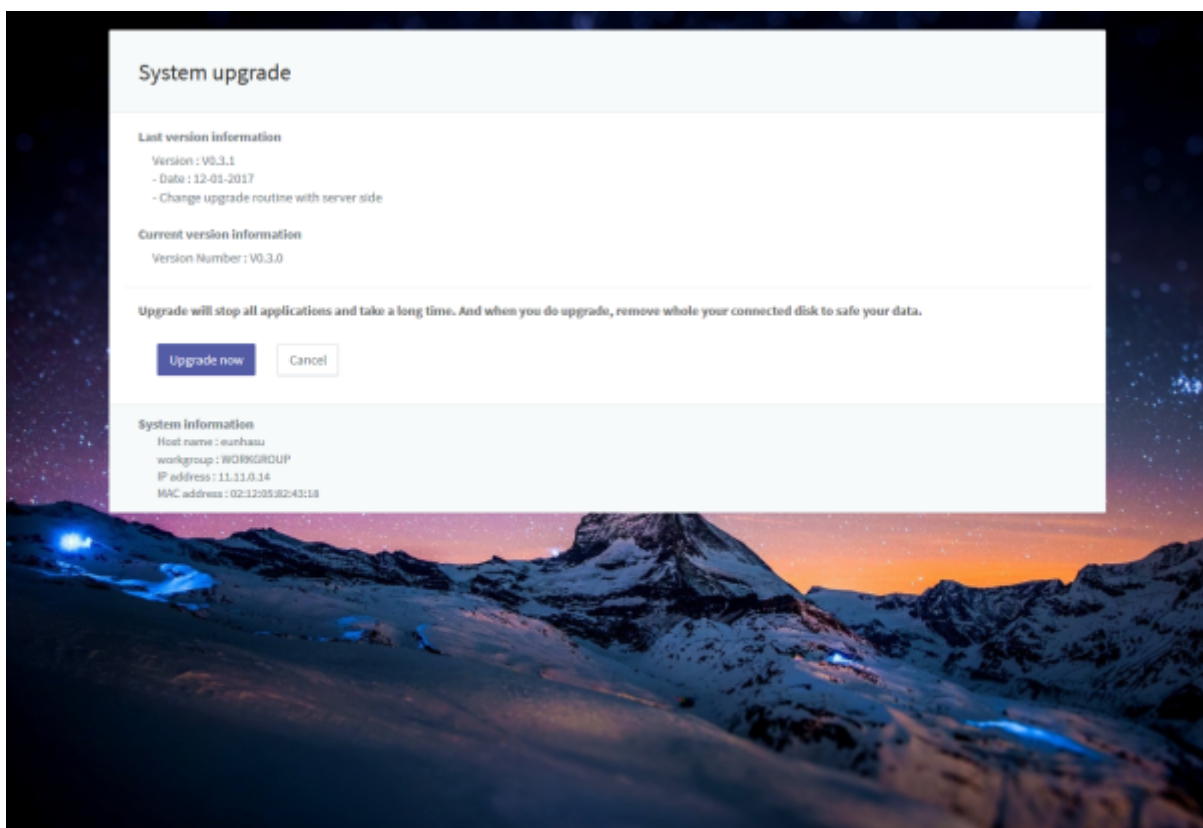 System upgrade
Last version information
Version : V0.3.1
- Date : 12-01-2017
- Change upgrade routine with server side
Current version information
Version Number : V0.3.0
Upgrade will stop all applications and take a long time. And when you do upgrade, remove whole your connected disk to safe your data.
Upgrade now
Cancel
System information
Host name : eunhasu
workgroup : WORKGROUP
IP address : 11.11.0.14
MAC address : 02:12:05:82:43:18